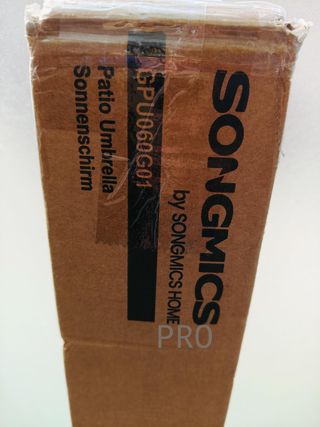 SONGMICS
by SONGMICS HOME
GPU060G01
Patio Umbrella
Sonnenschirm
PRO